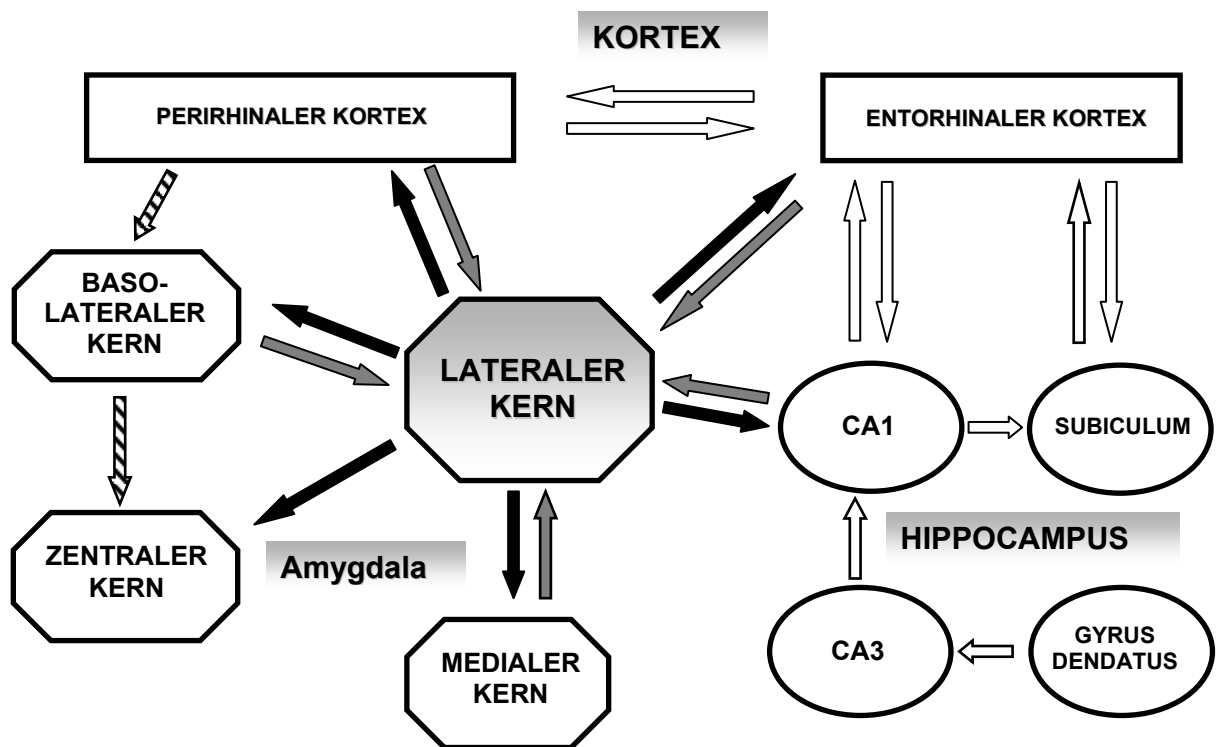 KORTEX
PERIRHINALER KORTEX
ENTORHINALER KORTEX
BASO-
LATERALER
KERN
LATERALER
KERN
CA1
SUBICULUM
ZENTRALER
KERN
Amygdala
HIPPOCAMPUS
MEDIALER
KERN
CA3
GYRUS
DENDATUS